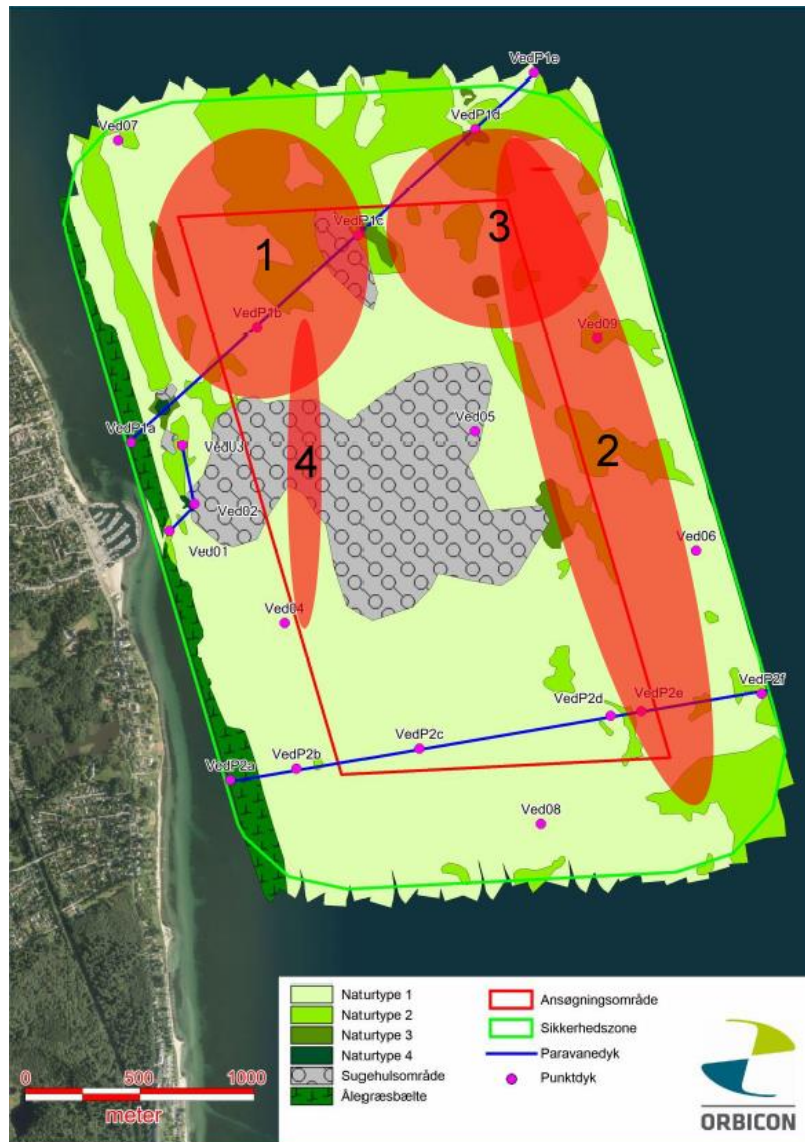 VedP1e
VedP1d
Ved07
3
VedP1c
1
VedP1b
Ved09
Ved05
VedP1a
Ved03
4
2
Ved02
Ved01
Ved06
Ved04
VedP2f
VedP2e
VedP2d
VedP2c
VedP2b
VedP2a
Ved08
Naturtype 1
Naturtype 2
Naturtype 3
Naturtype 4
Sugehulsområde
Ålegræsbælte
Ansøgningsområde
Sikkerhedszone
Paravanedyk
Punktdyk
0 500 1000
meter
ORBICON